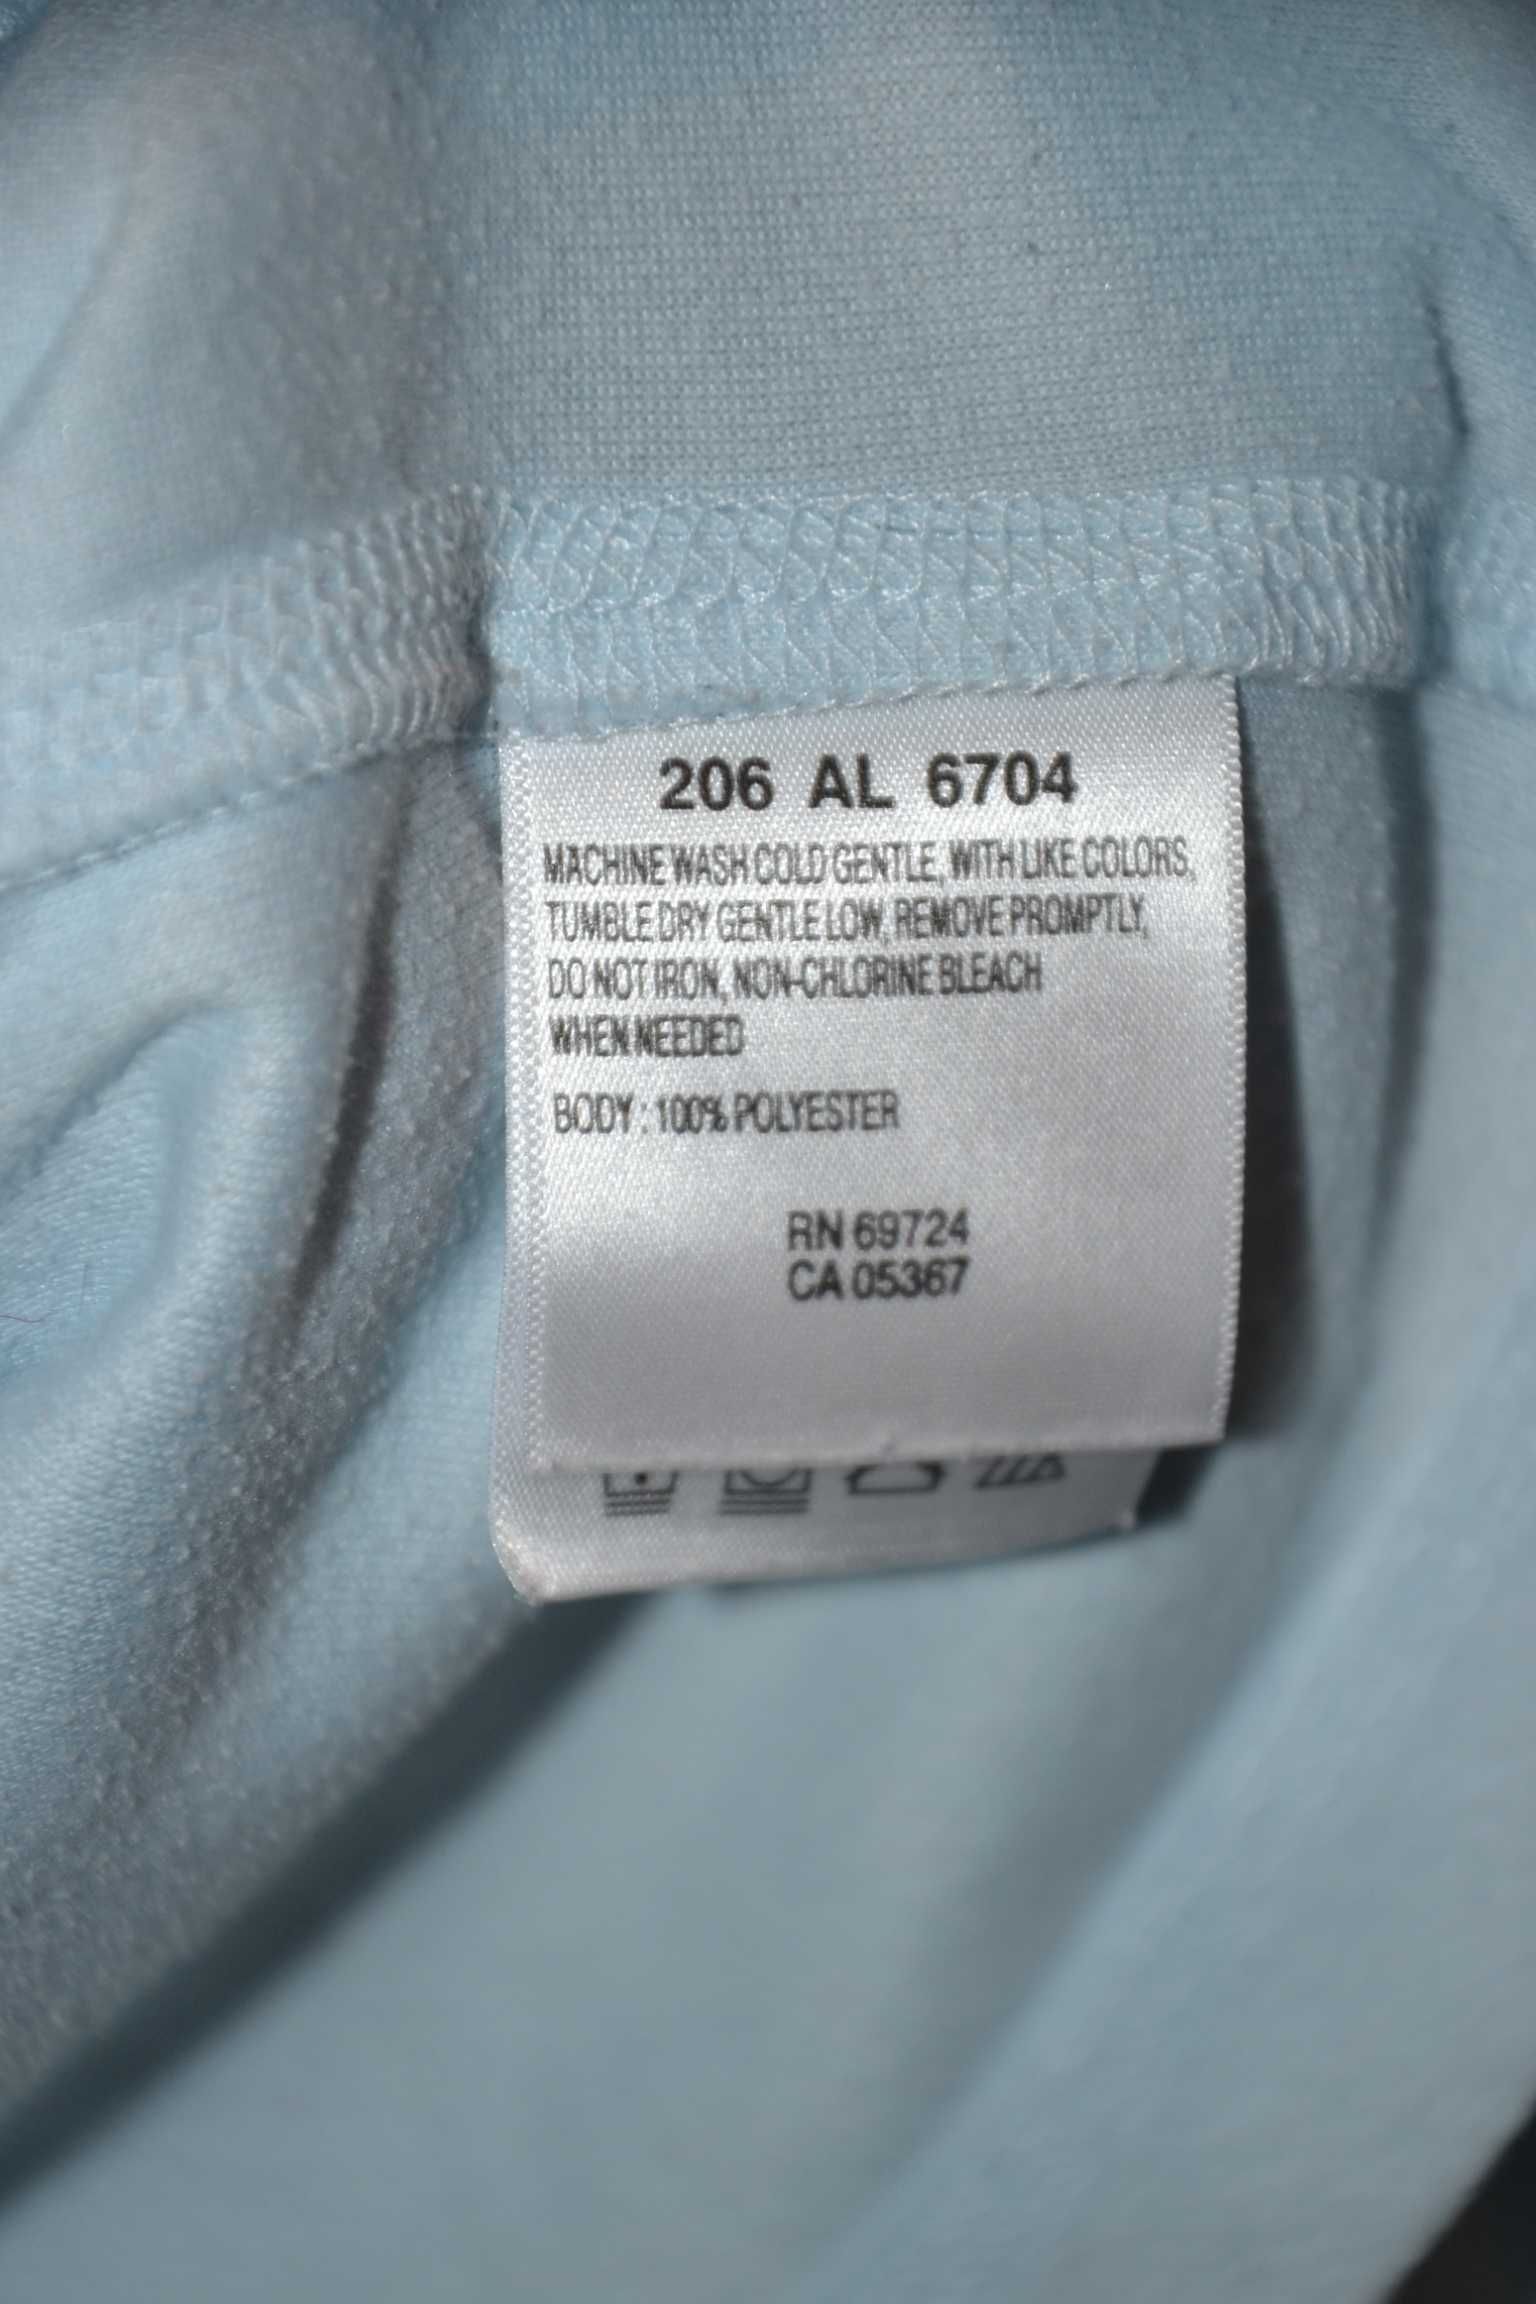 206 AL 6704
MACHINE WASH COLD GENTLE, WITH LIKE COLORS,
TUMBLE DRY GENTLE LOW, REMOVE PROMPTLY,
DO NOT IRON, NON-CHLORINE BLEACH
WHEN NEEDED
BODY : 100% POLYESTER
RN 69724
CA 05367